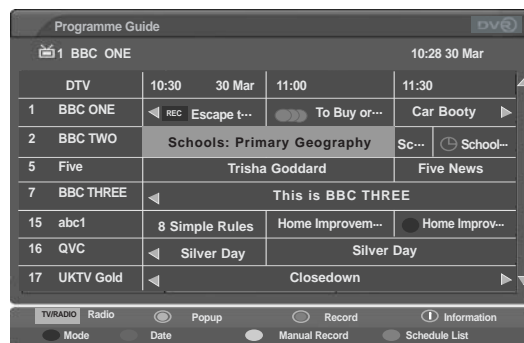 Programme Guide DVR
1 BBC ONE 10:28 30 Mar
DTV 10:30 30 Mar 11:00 11:30
1 BBC ONE REC Escape t··· To Buy or··· Car Booty
2 BBC TWO Schools: Primary Geography Sc··· School···
5 Five Trisha Goddard Five News
7 BBC THREE This is BBC THREE
15 abc1 8 Simple Rules Home Improvem··· Home Improv···
16 QVC Silver Day Silver Day
17 UKTV Gold Closedown
TV/RADIO Radio Popup Record Information
Mode Date Manual Record Schedule List